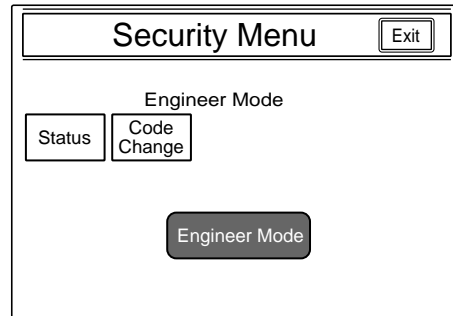 Security Menu
Exit
Engineer Mode
Status
Code
Change
Engineer Mode